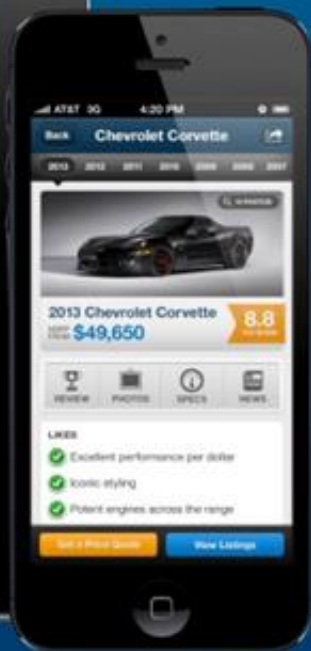 AT&T 3G 4:20 PM
Back Chevrolet Corvette
2013 2012 2011 2010 2009 2008 2007
2013 Chevrolet Corvette
8.8
$49,650
REVIEW PHOTOS SPECS NEWS
LIKES
Excellent performance per dollar
Iconic styling
Potent engines across the range
Get a Price Quote View Listings